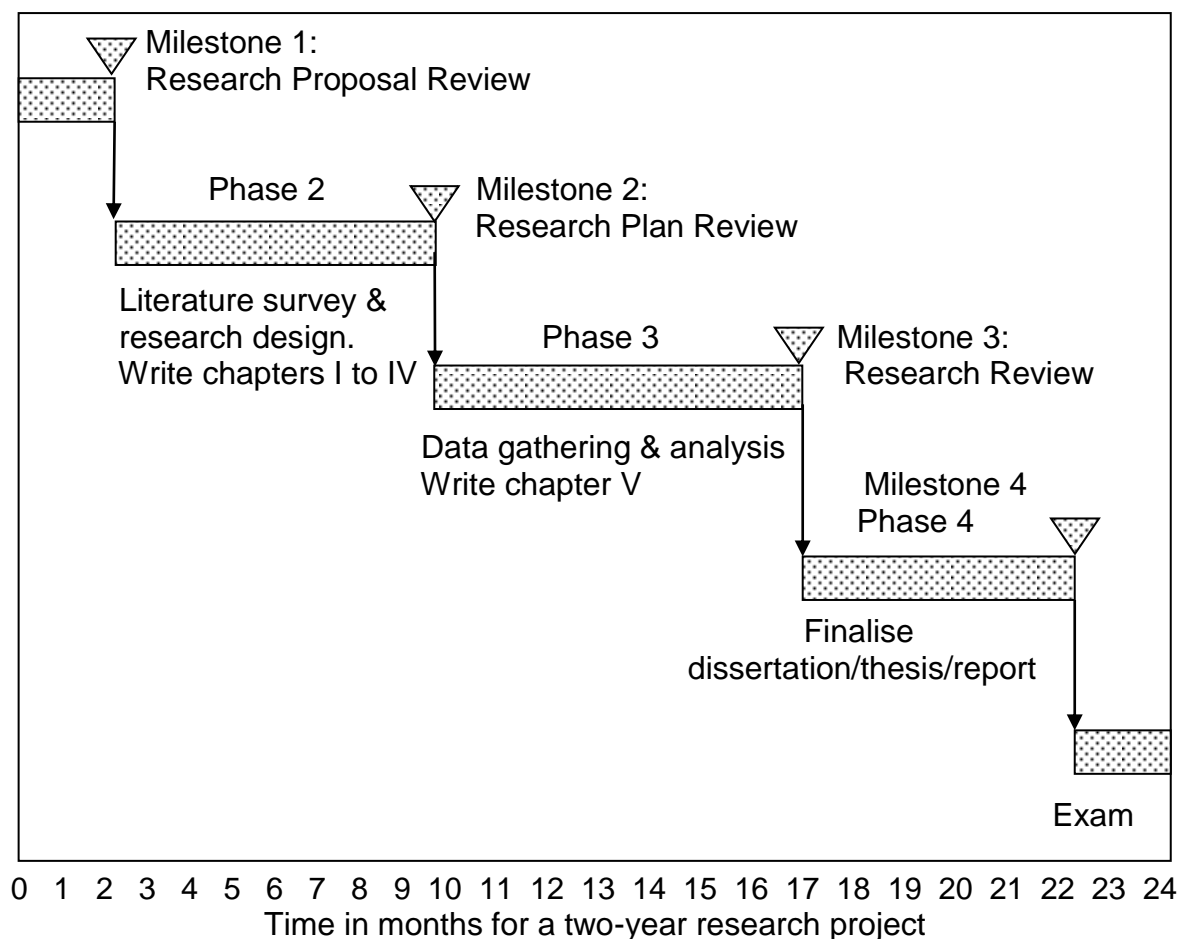 Milestone 1:
Research Proposal Review
Phase 2
Milestone 2:
Research Plan Review
Literature survey &
research design.
Write chapters I to IV
Phase 3
Milestone 3:
Research Review
Data gathering & analysis
Write chapter V
Milestone 4
Phase 4
Finalise
dissertation/thesis/report
Exam
0 1 2 3 4 5 6 7 8 9 10 11 12 13 14 15 16 17 18 19 20 21 22 23 24
Time in months for a two-year research project